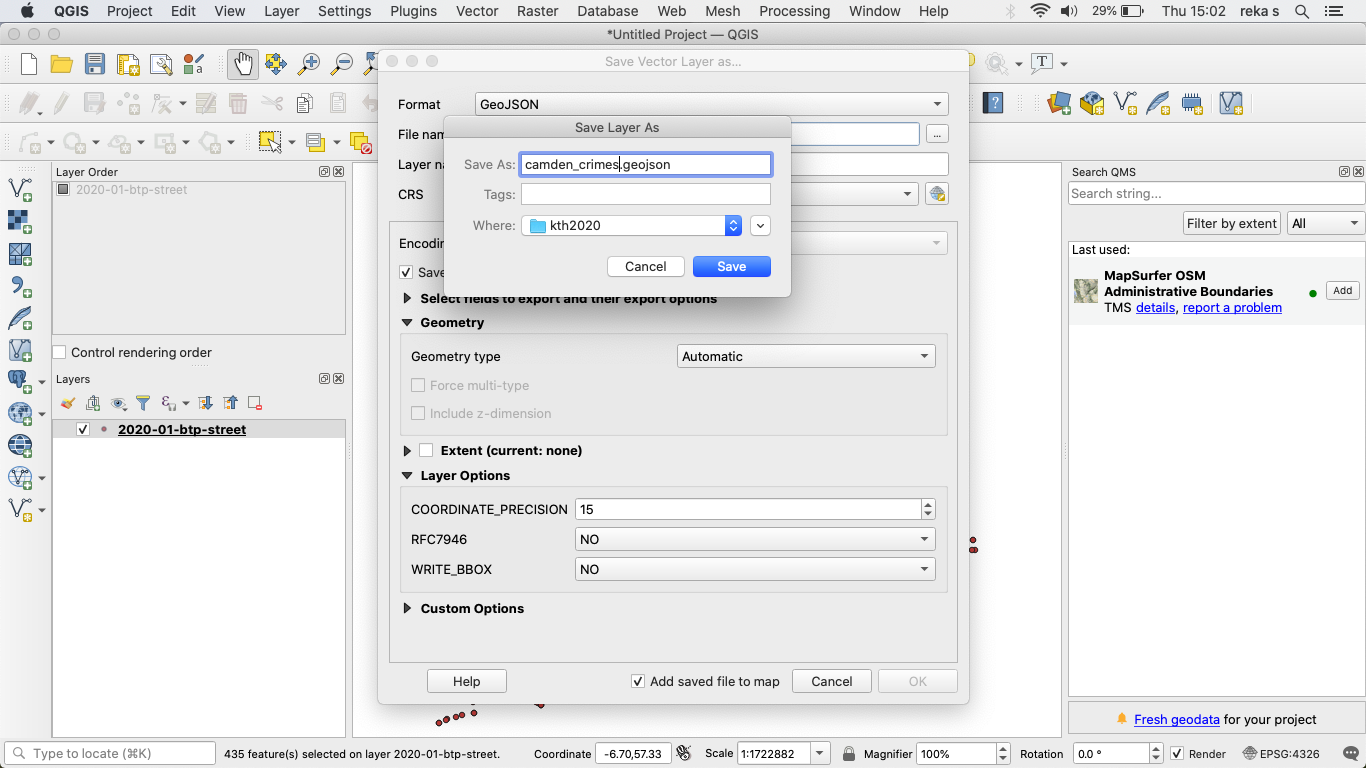 QGIS Project Edit View Layer Settings Plugins Vector Raster Database Web Mesh Processing Window Help 29% Thu 15:02 reka s
*Untitled Project — QGIS
Save Vector Layer as...
Format GeoJSON
File nam
...
Layer na
CRS
Encodin
Save
Select fields to export and their export options
Save Layer As
Save As: camden_crimes.geojson
Tags:
Where: kth2020
Cancel Save
Geometry
Geometry type Automatic
Force multi-type
Include z-dimension
Extent (current: none)
Layer Options
COORDINATE_PRECISION 15
RFC7946 NO
WRITE_BBOX NO
Custom Options
Help Add saved file to map Cancel OK
Layer Order
2020-01-btp-street
Control rendering order
Layers
2020-01-btp-street
Search QMS
Search string...
Filter by extent All
Last used:
MapSurfer OSM
Administrative Boundaries
TMS details, report a problem
Add
Fresh geodata for your project
Type to locate (⌘K) 435 feature(s) selected on layer 2020-01-btp-street. Coordinate -6.70,57.33 Scale 1:1722882 Magnifier 100% Rotation 0.0 ° Render EPSG:4326